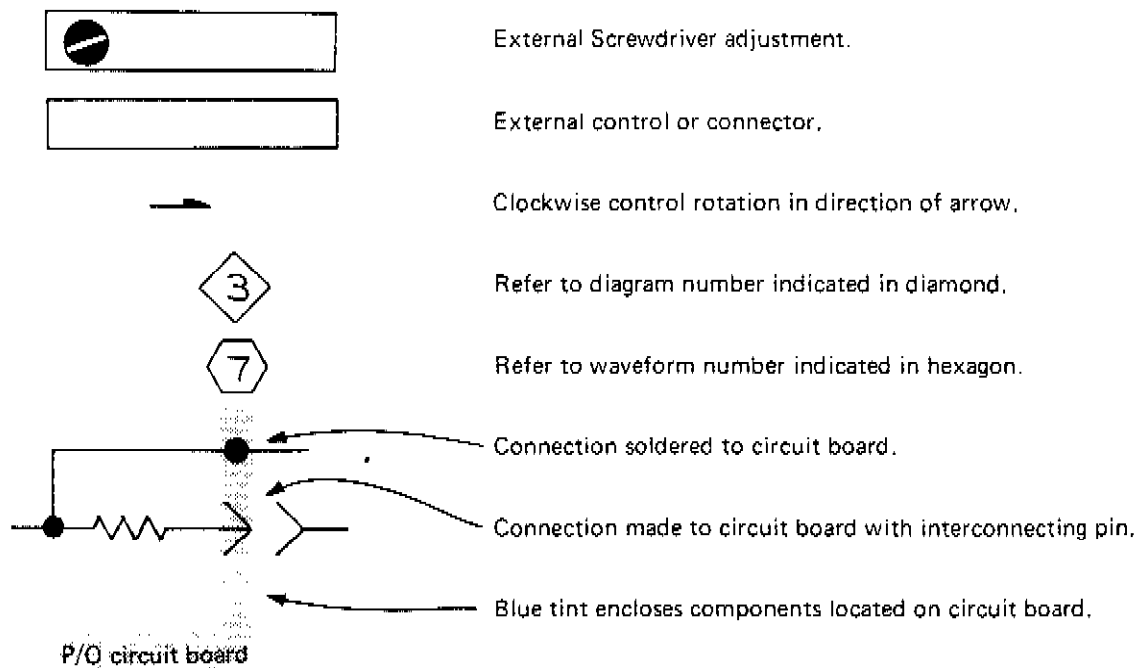 External Screwdriver adjustment.
External control or connector.
Clockwise control rotation in direction of arrow.
3
Refer to diagram number indicated in diamond.
7
Refer to waveform number indicated in hexagon.
Connection soldered to circuit board.
Connection made to circuit board with interconnecting pin.
Blue tint encloses components located on circuit board.
P/O circuit board